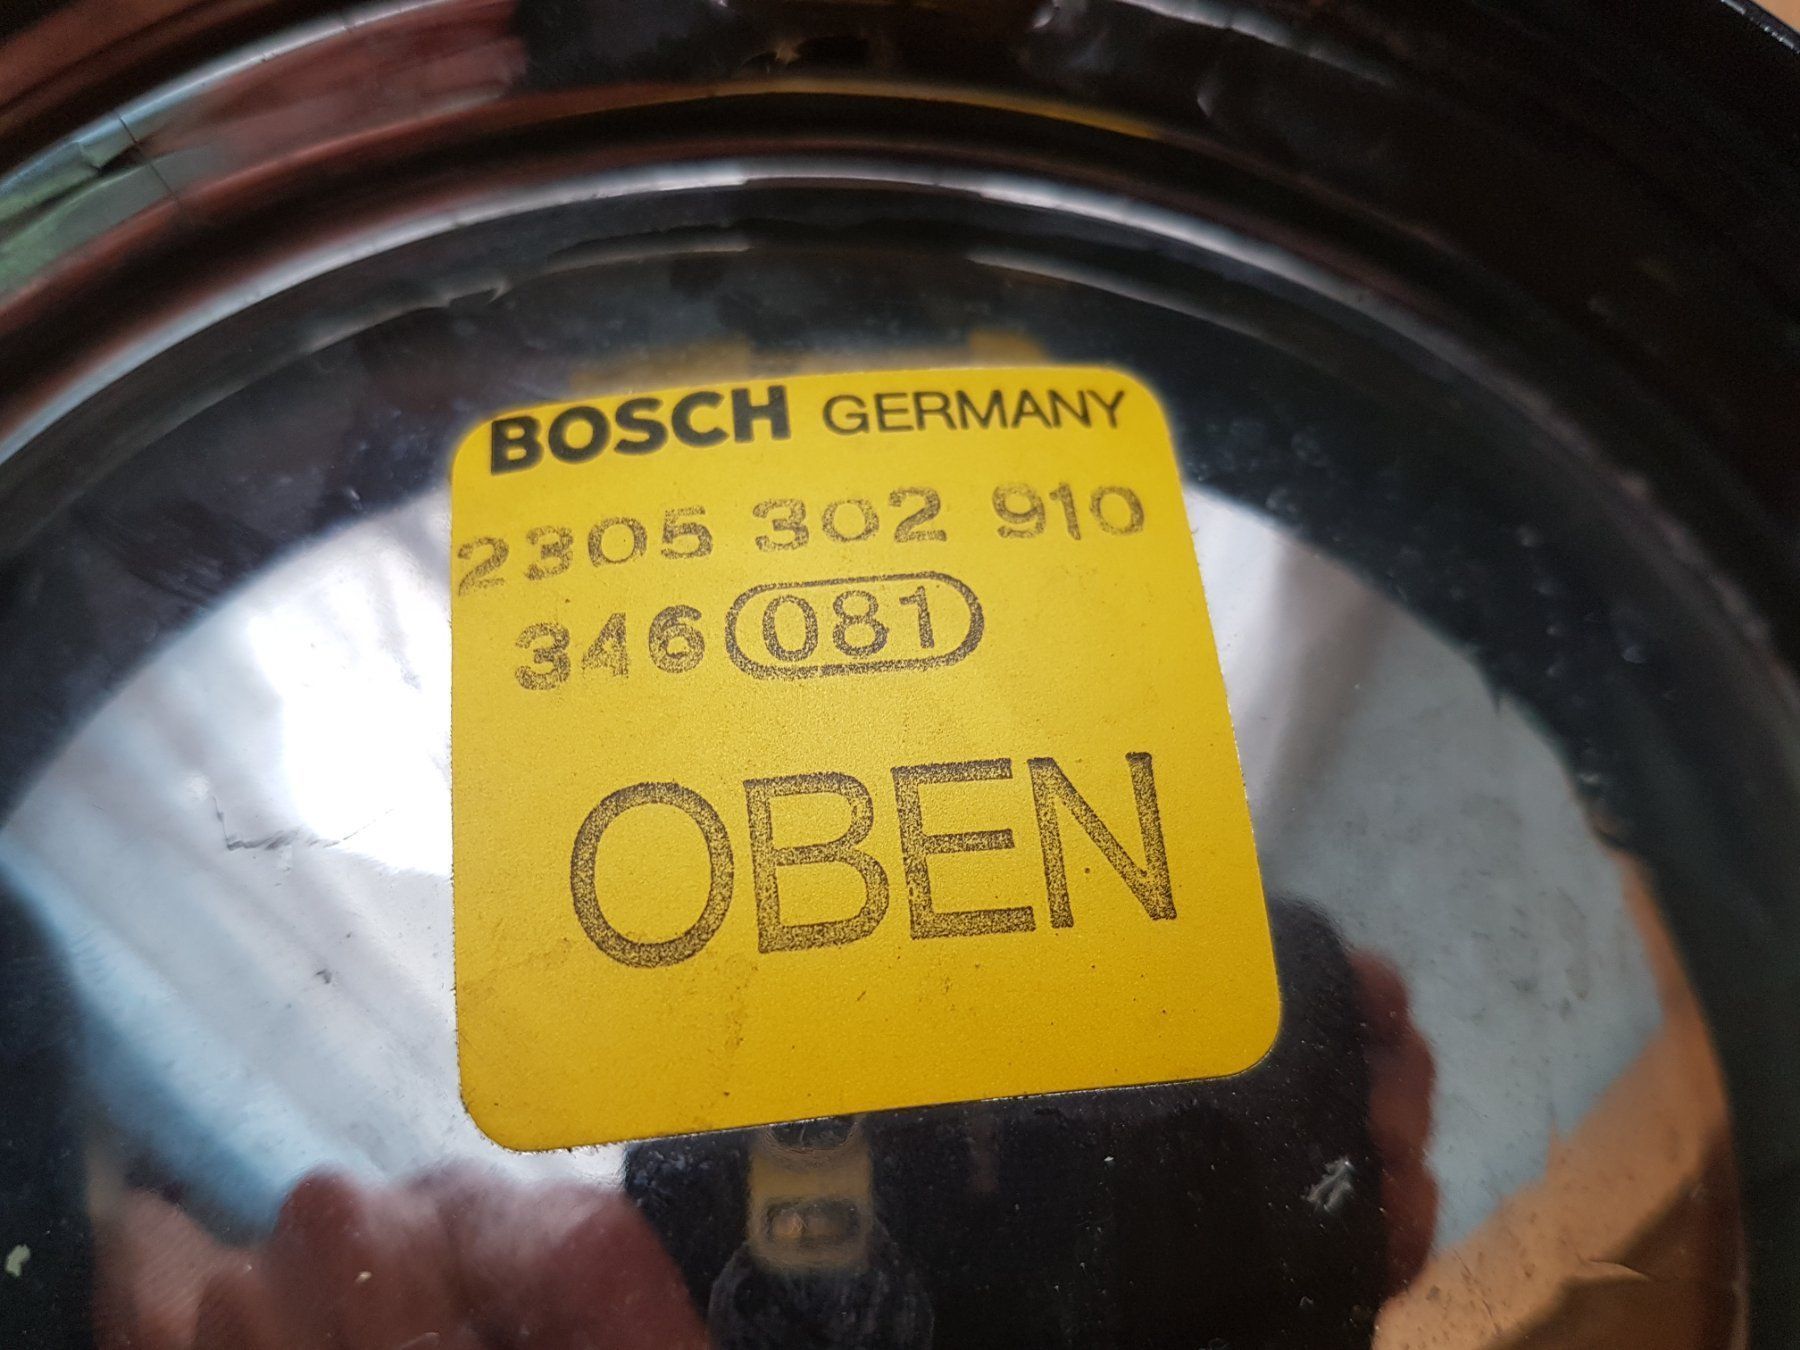 BOSCH GERMANY
2305 302 910
346 081
OBEN